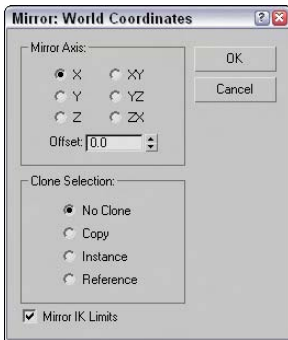 Mirror: World Coordinates
Mirror Axis:
X XY
Y YZ
Z ZX
Offset: 0.0
OK
Cancel
Clone Selection:
No Clone
Copy
Instance
Reference
Mirror IK Limits